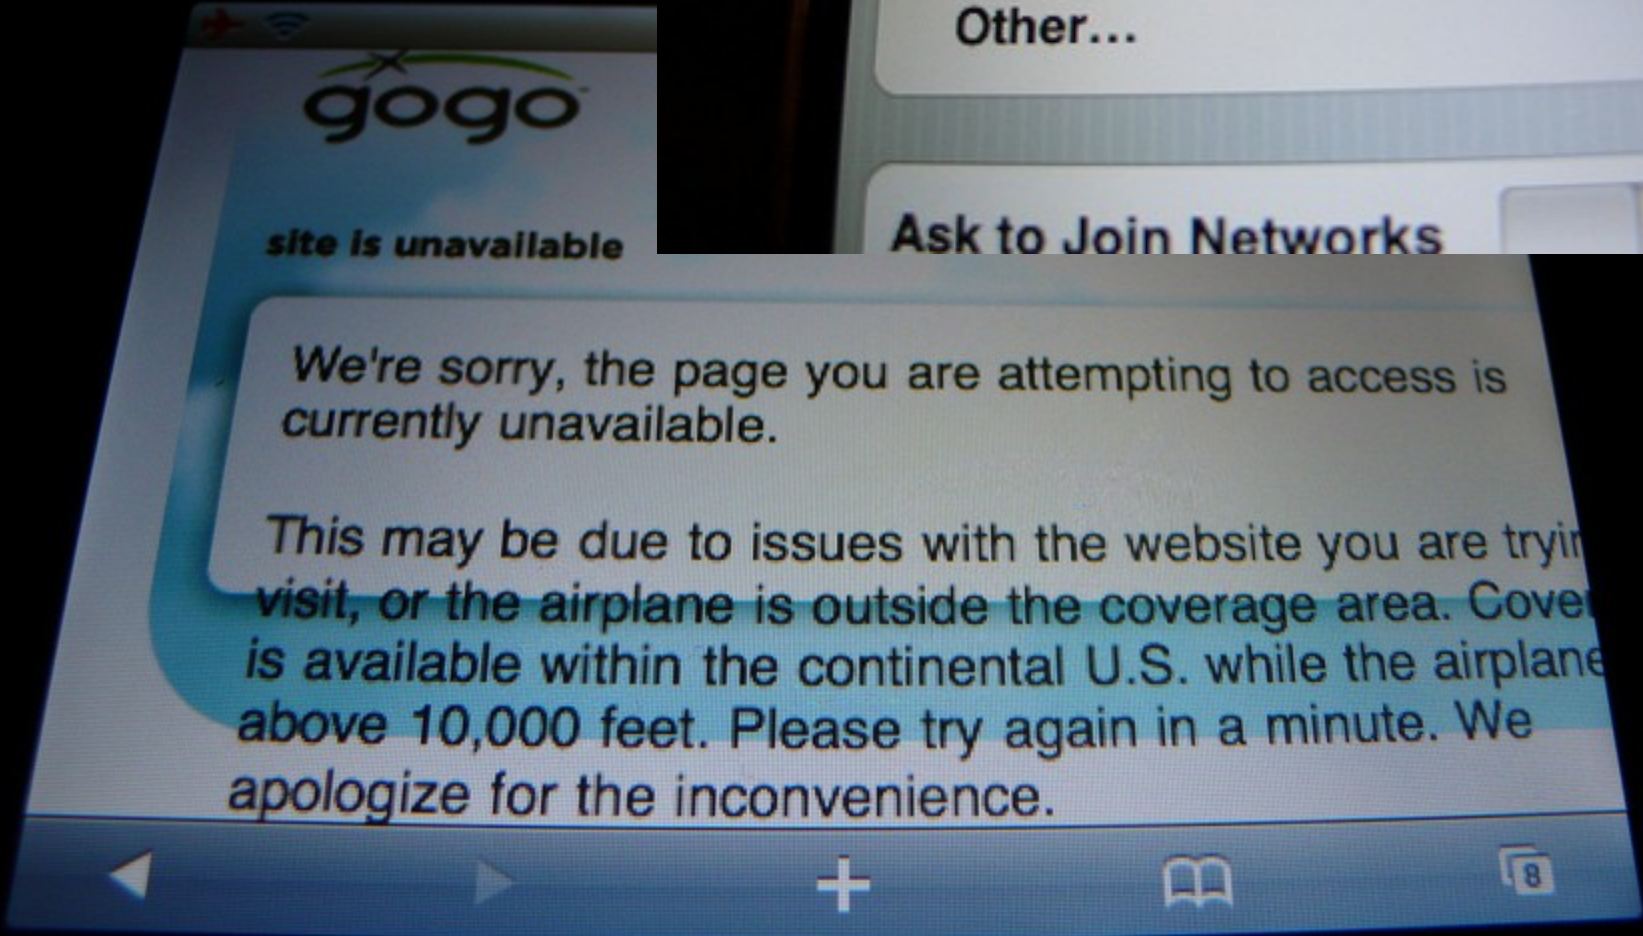 gogo
Other...
Ask to Join Networks
site is unavailable
We're sorry, the page you are attempting to access is
currently unavailable.
This may be due to issues with the website you are
visit, or the airplane is outside the coverage area.
is available within the continental U.S. while the airplane
above 10,000 feet. Please try again in a minute. We
apologize for the inconvenience.
8